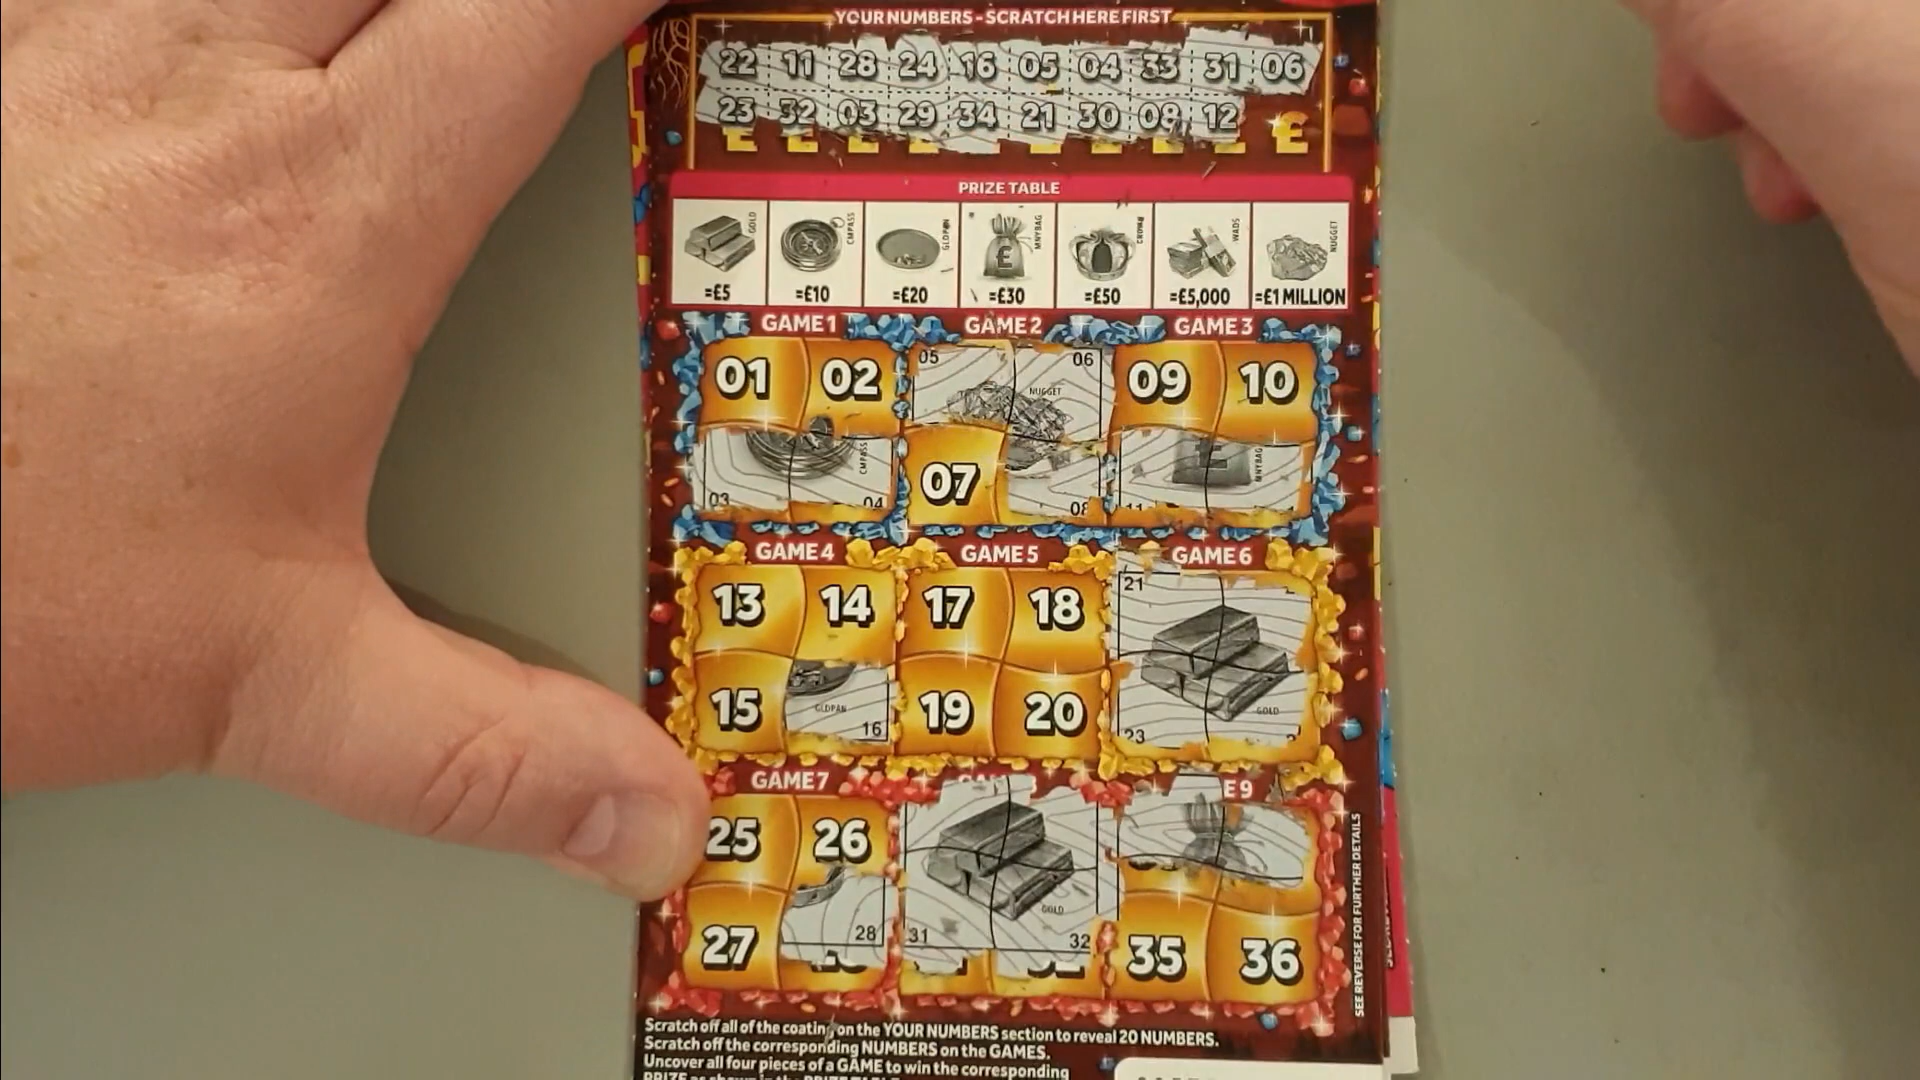 YOUR NUMBERS - SCRATCH HERE FIRST
22 11 28 24 16 05 04 33 31 06
23 32 03 29 34 21 30 08 12
£
PRIZE TABLE
GOLD CMPASS GLDPAN MNYBAG CROWN WADS NUGGET
=£5 =£10 =£20 =£30 =£50 =£5,000 =£1 MILLION
GAME 1 GAME 2 GAME 3
01 02 05 06 09 10
NUGGET
CMPASS 07 £ MNYBAG
03 04 08 11
GAME 4 GAME 5 GAME 6
13 14 17 18 21
15 GLDPAN 16 19 20 GOLD
23
GAME 7 E 9
25 26
GOLD
27 28 31 32 35 36
SEE REVERSE FOR FURTHER DETAILS
Scratch off all of the coating on the YOUR NUMBERS section to reveal 20 NUMBERS.
Scratch off the corresponding NUMBERS on the GAMES.
Uncover all four pieces of a GAME to win the corresponding